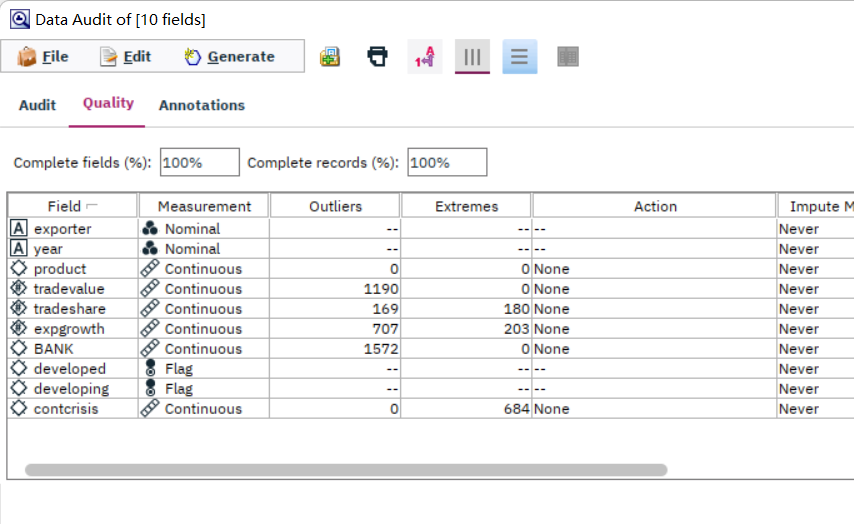 Data Audit of [10 fields]
File Edit Generate
Audit Quality Annotations
Complete fields (%): 100% Complete records (%): 100%
Field Measurement Outliers Extremes Action Impute M
A exporter Nominal -- -- -- Never
A year Nominal -- -- -- Never
product Continuous 0 0 None Never
# tradevalue Continuous 1190 0 None Never
# tradeshare Continuous 169 180 None Never
# expgrowth Continuous 707 203 None Never
BANK Continuous 1572 0 None Never
developed Flag -- -- -- Never
developing Flag -- -- -- Never
contcrisis Continuous 0 684 None Never